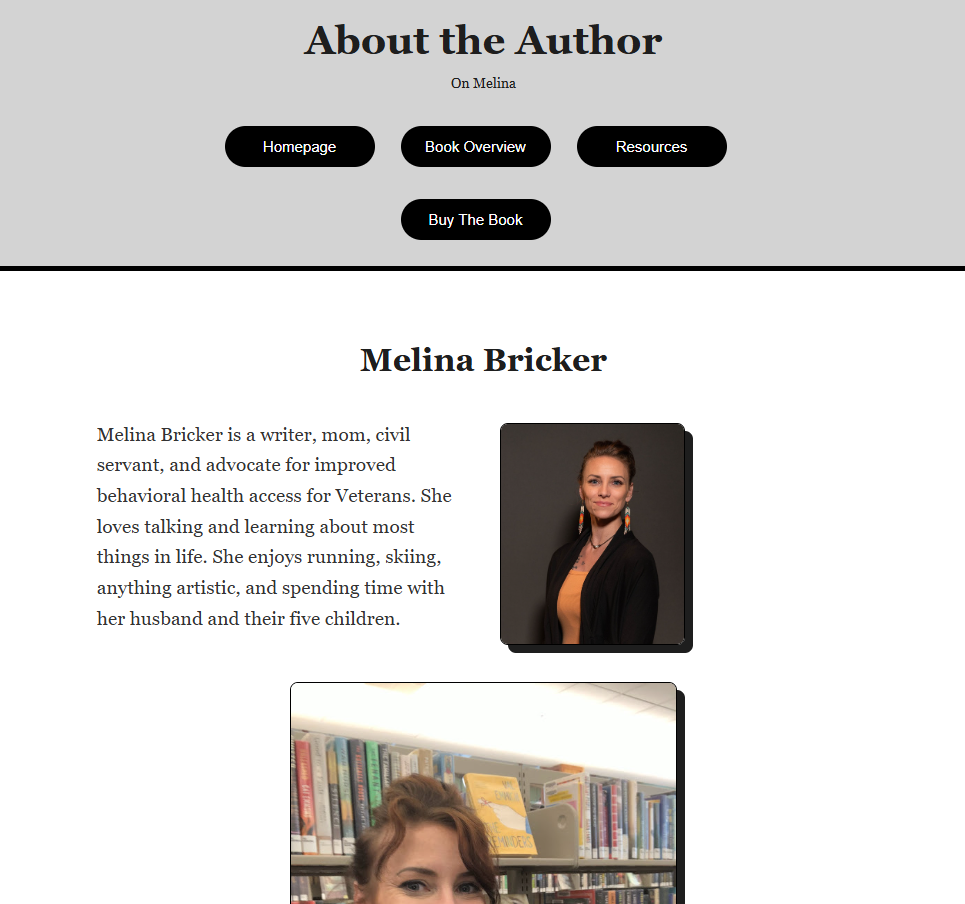 About the Author
On Melina
Homepage
Book Overview
Resources
Buy The Book
Melina Bricker
Melina Bricker is a writer, mom, civil
servant, and advocate for improved
behavioral health access for Veterans. She
loves talking and learning about most
things in life. She enjoys running, skiing,
anything artistic, and spending time with
her husband and their five children.